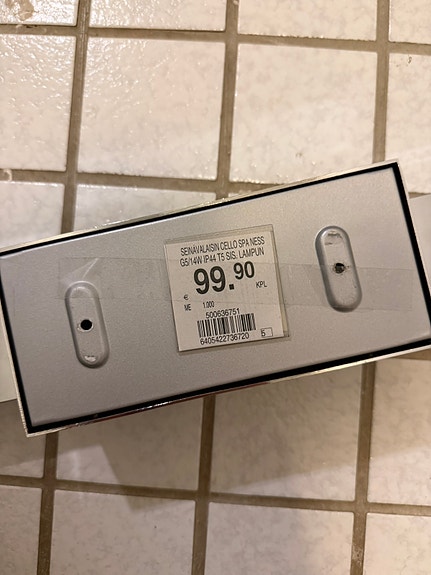 SEINÄVALAISIN CELLO SPA NESS
G5/14W IP44 T5 SIS. LAMPUN
99.90
€ KPL
ME 1.000
500636751
6405422736720 5